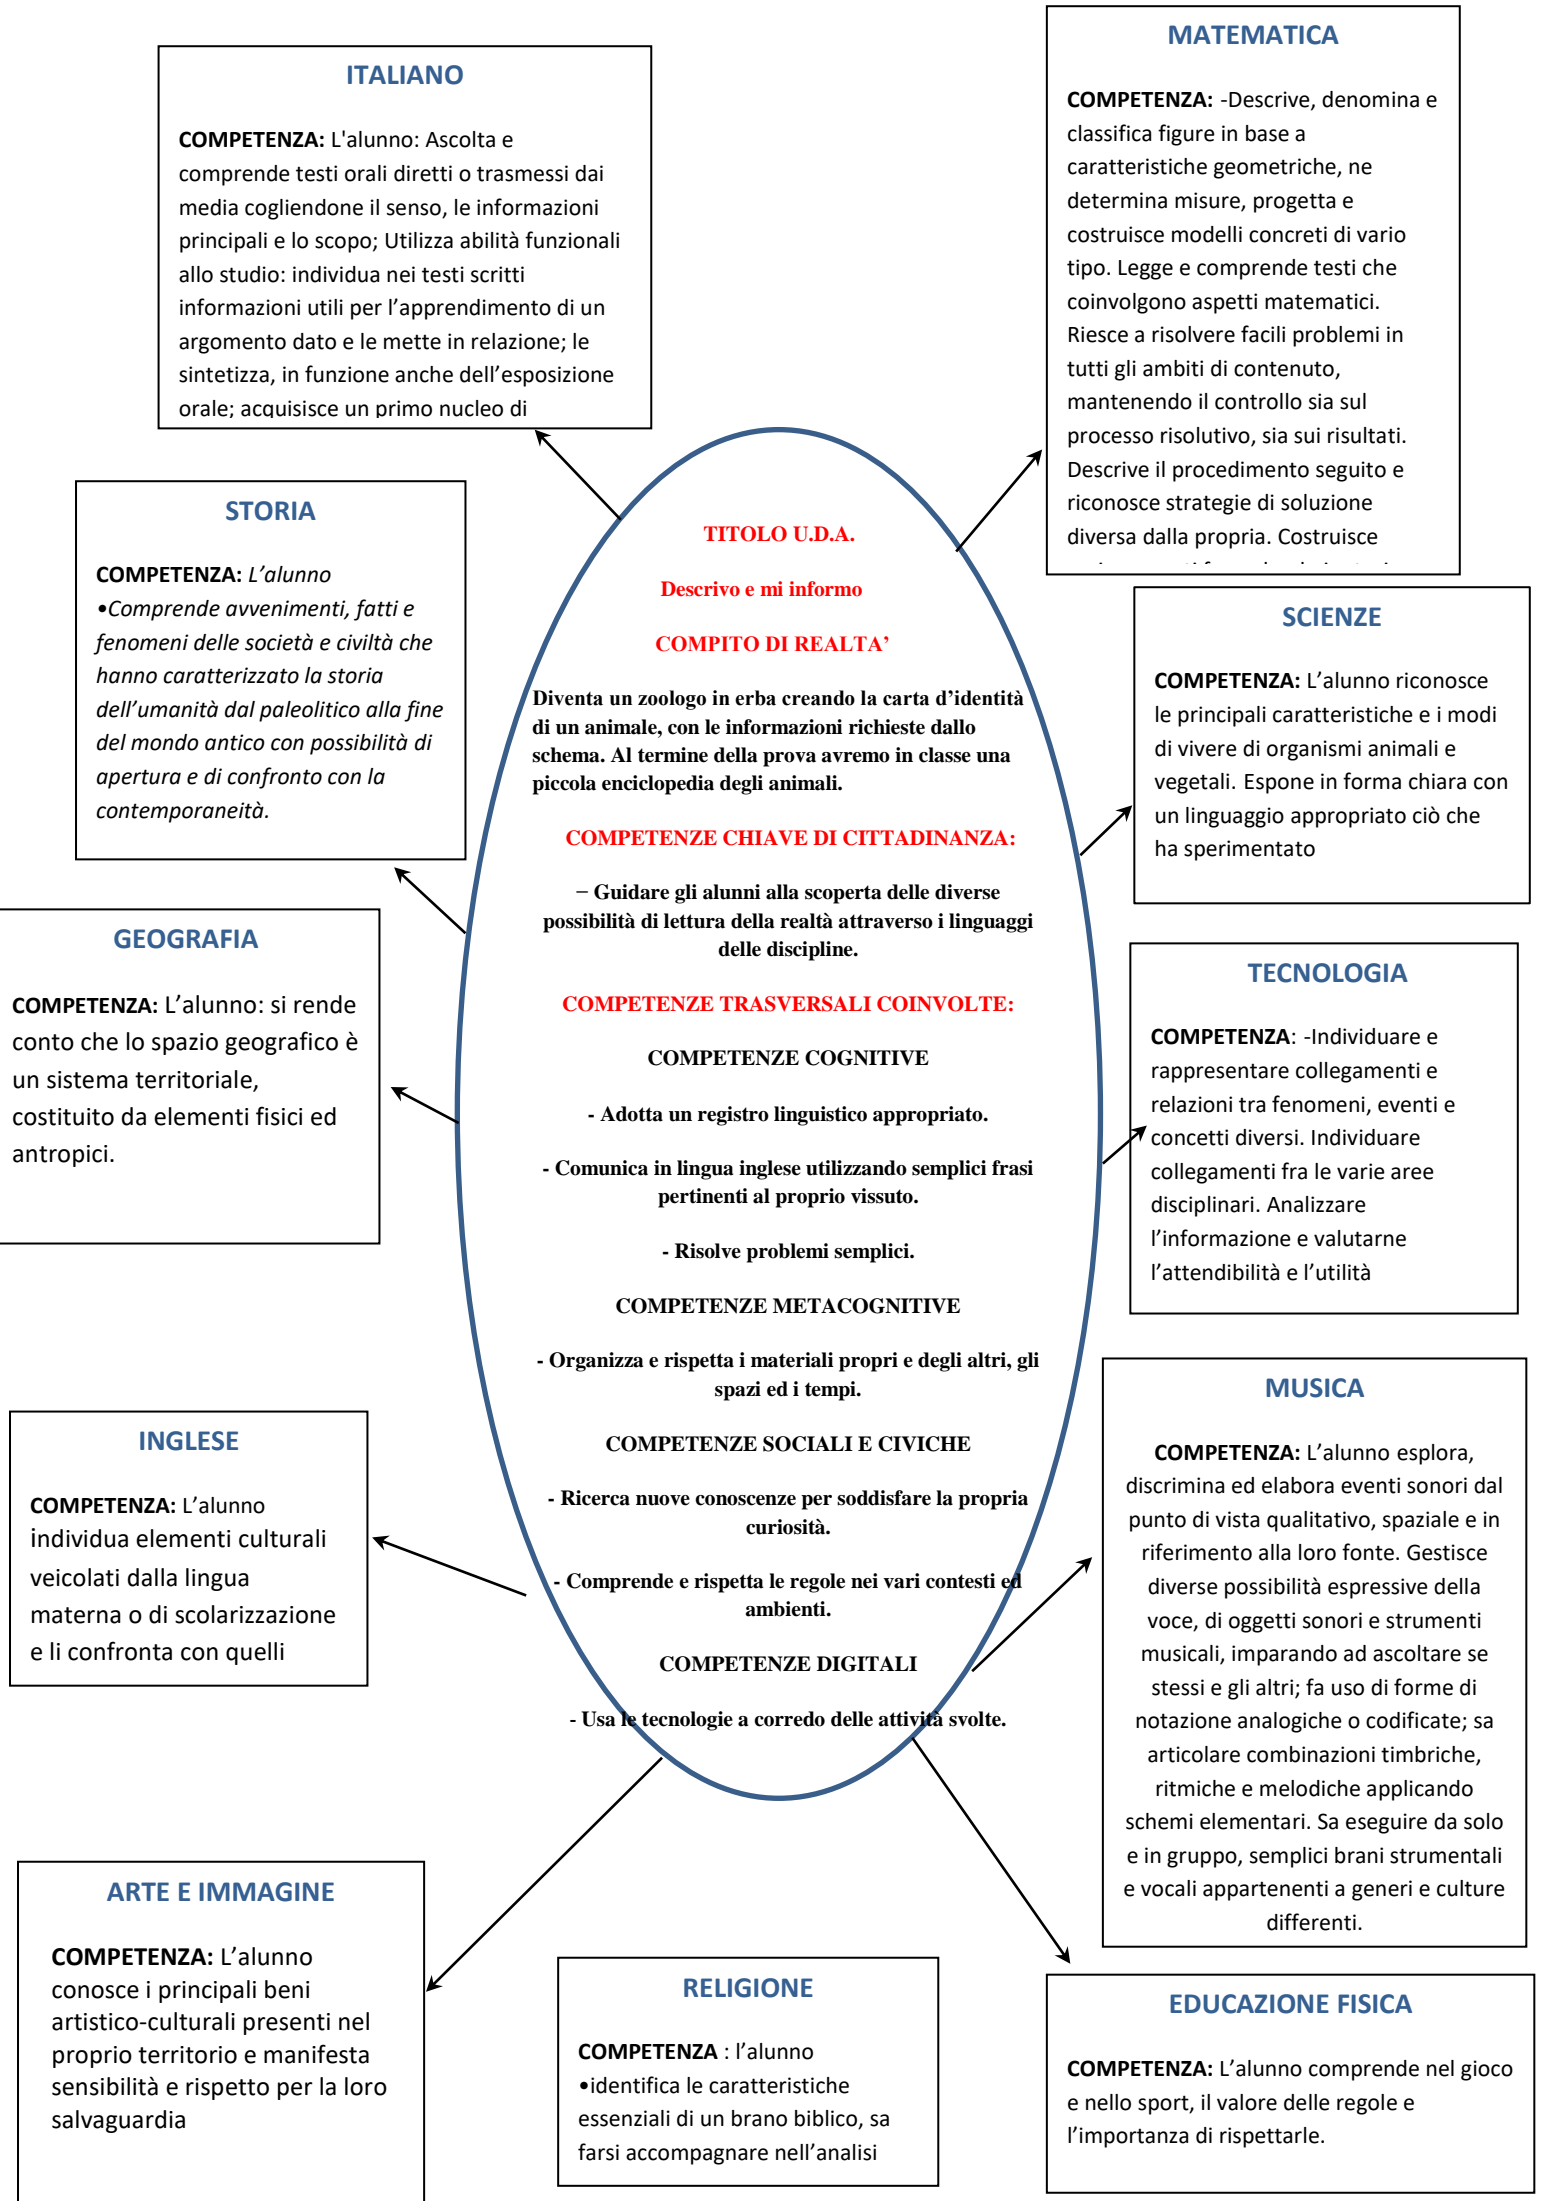 ITALIANO
COMPETENZA: L'alunno: Ascolta e
comprende testi orali diretti o trasmessi dai
media cogliendone il senso, le informazioni
principali e lo scopo; Utilizza abilità funzionali
allo studio: individua nei testi scritti
informazioni utili per l’apprendimento di un
argomento dato e le mette in relazione; le
sintetizza, in funzione anche dell’esposizione
orale; acquisisce un primo nucleo di
MATEMATICA
COMPETENZA: -Descrive, denomina e
classifica figure in base a
caratteristiche geometriche, ne
determina misure, progetta e
costruisce modelli concreti di vario
tipo. Legge e comprende testi che
coinvolgono aspetti matematici.
Riesce a risolvere facili problemi in
tutti gli ambiti di contenuto,
mantenendo il controllo sia sul
processo risolutivo, sia sui risultati.
Descrive il procedimento seguito e
riconosce strategie di soluzione
diversa dalla propria. Costruisce
STORIA
COMPETENZA: L’alunno
•Comprende avvenimenti, fatti e
fenomeni delle società e civiltà che
hanno caratterizzato la storia
dell’umanità dal paleolitico alla fine
del mondo antico con possibilità di
apertura e di confronto con la
contemporaneità.
TITOLO U.D.A.
Descrivo e mi informo
COMPITO DI REALTA’
Diventa un zoologo in erba creando la carta d’identità
di un animale, con le informazioni richieste dallo
schema. Al termine della prova avremo in classe una
piccola enciclopedia degli animali.
COMPETENZE CHIAVE DI CITTADINANZA:
− Guidare gli alunni alla scoperta delle diverse
possibilità di lettura della realtà attraverso i linguaggi
delle discipline.
COMPETENZE TRASVERSALI COINVOLTE:
COMPETENZE COGNITIVE
- Adotta un registro linguistico appropriato.
- Comunica in lingua inglese utilizzando semplici frasi
pertinenti al proprio vissuto.
- Risolve problemi semplici.
COMPETENZE METACOGNITIVE
- Organizza e rispetta i materiali propri e degli altri, gli
spazi ed i tempi.
COMPETENZE SOCIALI E CIVICHE
- Ricerca nuove conoscenze per soddisfare la propria
curiosità.
- Comprende e rispetta le regole nei vari contesti ed
ambienti.
COMPETENZE DIGITALI
- Usa le tecnologie a corredo delle attività svolte.
SCIENZE
COMPETENZA: L’alunno riconosce
le principali caratteristiche e i modi
di vivere di organismi animali e
vegetali. Espone in forma chiara con
un linguaggio appropriato ciò che
ha sperimentato
GEOGRAFIA
COMPETENZA: L’alunno: si rende
conto che lo spazio geografico è
un sistema territoriale,
costituito da elementi fisici ed
antropici.
TECNOLOGIA
COMPETENZA: -Individuare e
rappresentare collegamenti e
relazioni tra fenomeni, eventi e
concetti diversi. Individuare
collegamenti fra le varie aree
disciplinari. Analizzare
l’informazione e valutarne
l’attendibilità e l’utilità
INGLESE
COMPETENZA: L’alunno
individua elementi culturali
veicolati dalla lingua
materna o di scolarizzazione
e li confronta con quelli
MUSICA
COMPETENZA: L’alunno esplora,
discrimina ed elabora eventi sonori dal
punto di vista qualitativo, spaziale e in
riferimento alla loro fonte. Gestisce
diverse possibilità espressive della
voce, di oggetti sonori e strumenti
musicali, imparando ad ascoltare se
stessi e gli altri; fa uso di forme di
notazione analogiche o codificate; sa
articolare combinazioni timbriche,
ritmiche e melodiche applicando
schemi elementari. Sa eseguire da solo
e in gruppo, semplici brani strumentali
e vocali appartenenti a generi e culture
differenti.
ARTE E IMMAGINE
COMPETENZA: L’alunno
conosce i principali beni
artistico-culturali presenti nel
proprio territorio e manifesta
sensibilità e rispetto per la loro
salvaguardia
RELIGIONE
COMPETENZA : l’alunno
•identifica le caratteristiche
essenziali di un brano biblico, sa
farsi accompagnare nell’analisi
EDUCAZIONE FISICA
COMPETENZA: L’alunno comprende nel gioco
e nello sport, il valore delle regole e
l’importanza di rispettarle.